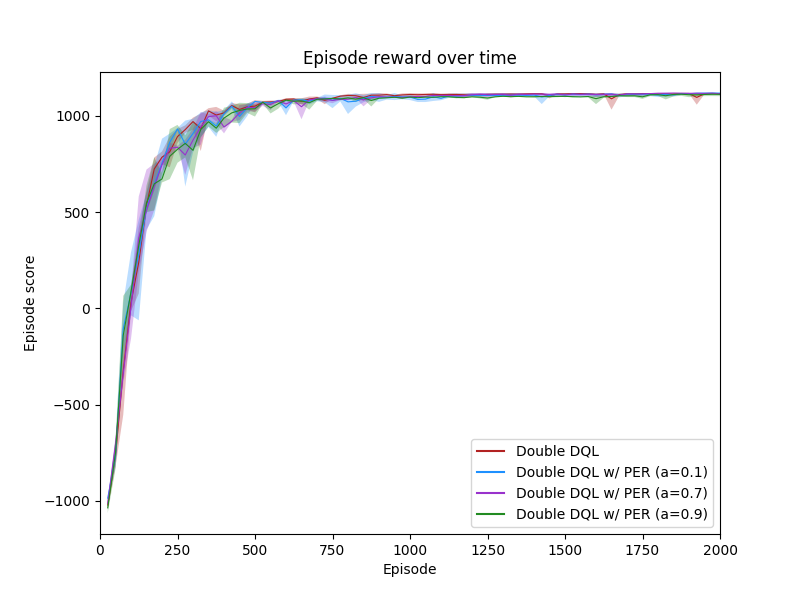 Episode reward over time
Episode score
1000
500
0
−500
−1000
0 250 500 750 1000 1250 1500 1750 2000
Episode
Double DQL
Double DQL w/ PER (a=0.1)
Double DQL w/ PER (a=0.7)
Double DQL w/ PER (a=0.9)